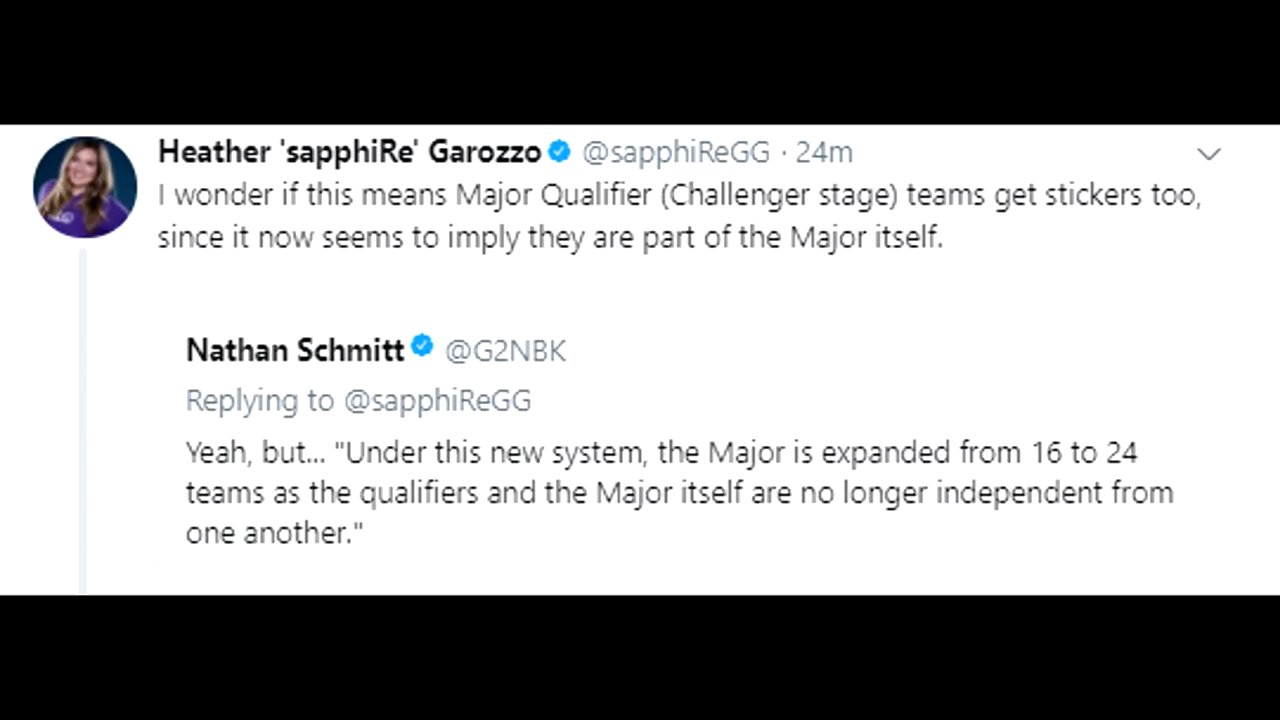 Heather 'sapphiRe' Garozzo @sapphiReGG · 24m
I wonder if this means Major Qualifier (Challenger stage) teams get stickers too,
since it now seems to imply they are part of the Major itself.
Nathan Schmitt @G2NBK
Replying to @sapphiReGG
Yeah, but... "Under this new system, the Major is expanded from 16 to 24
teams as the qualifiers and the Major itself are no longer independent from
one another."